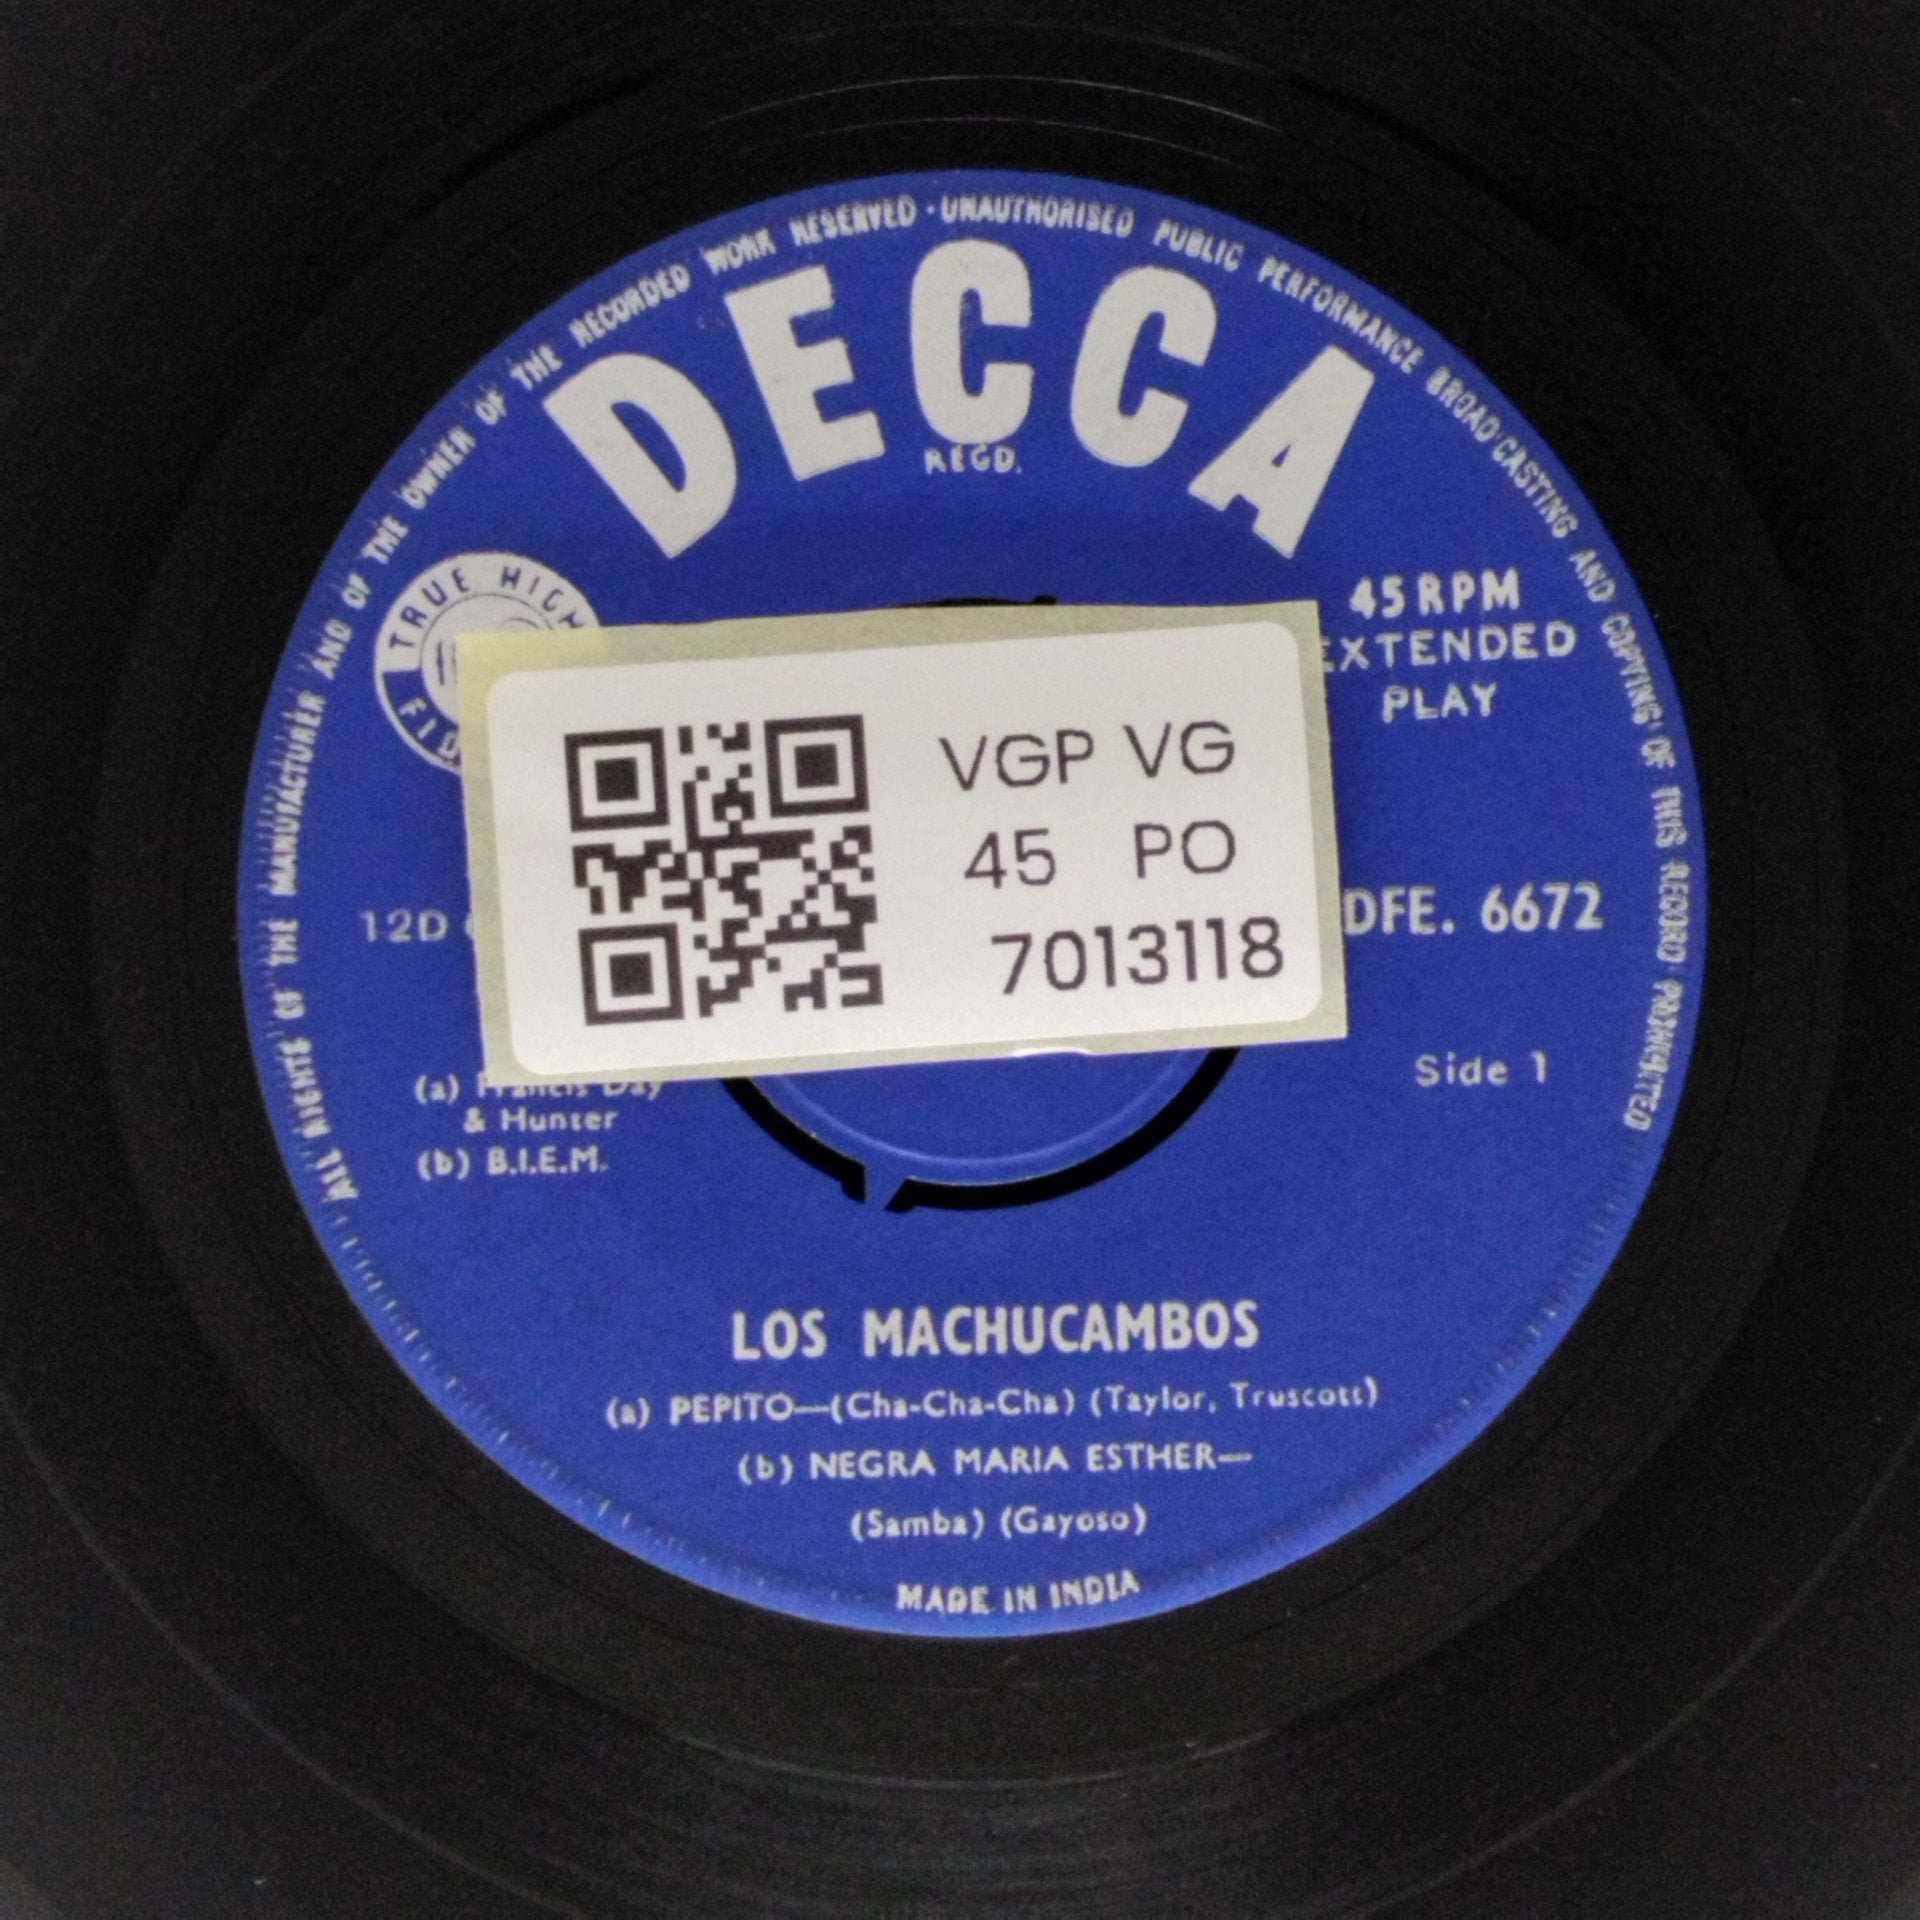 ALL RIGHTS OF THE MANUFACTURER AND OF THE OWNER OF THE RECORDED WORK RESERVED · UNAUTHORISED PUBLIC PERFORMANCE BROADCASTING AND COPYING OF THIS RECORD PROHIBITED
DECCA
REGD.
TRUE HIGH
45 RPM
EXTENDED
PLAY
VGP VG
45 PO
7013118
12D
DFE. 6672
Side 1
(a) Francis Day
& Hunter
(b) B.I.E.M.
LOS MACHUCAMBOS
(a) PEPITO—(Cha-Cha-Cha) (Taylor, Truscott)
(b) NEGRA MARIA ESTHER—
(Samba) (Gayoso)
MADE IN INDIA